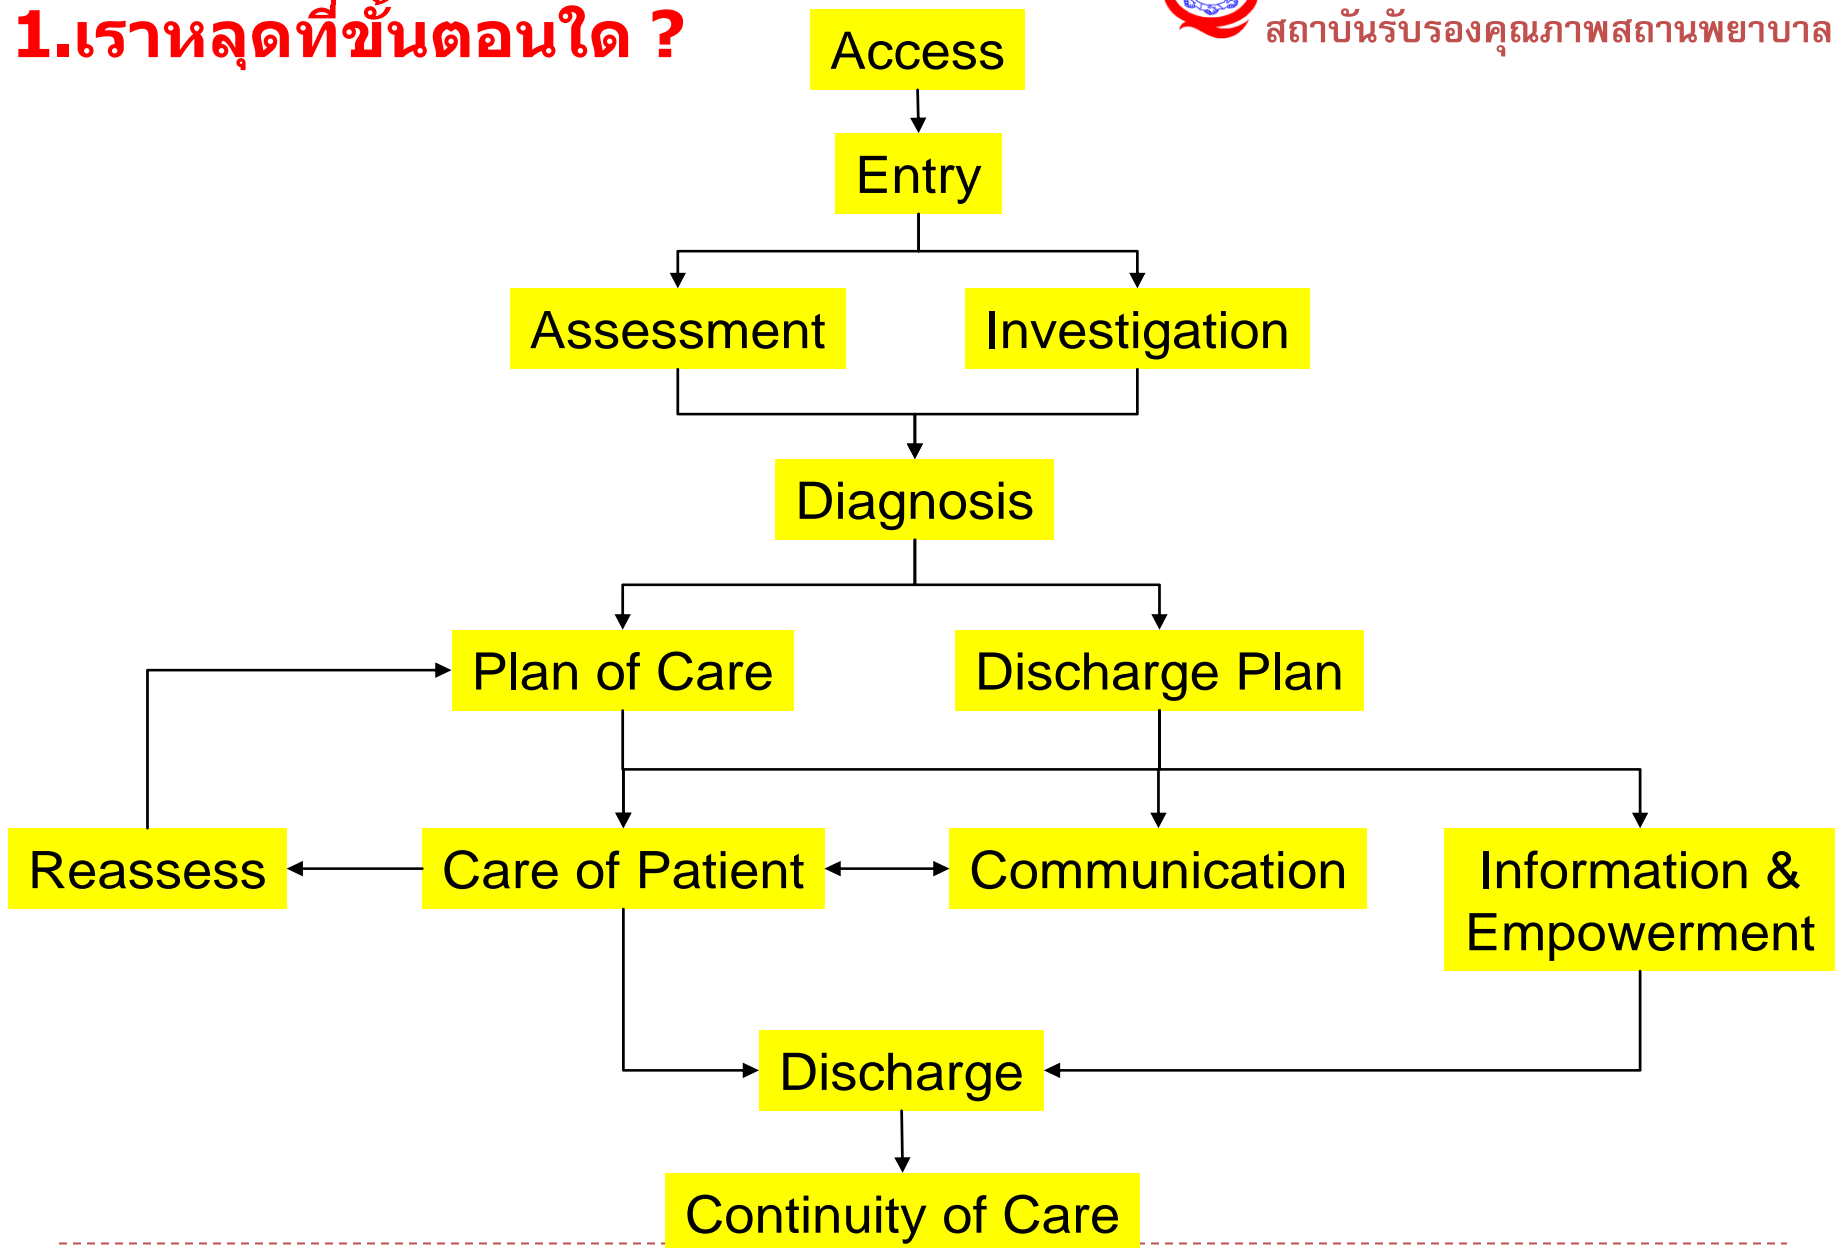 1.เราหลุดที่ขั้นตอนใด ?
สถาบันรับรองคุณภาพสถานพยาบาล
Access
Entry
Assessment
Investigation
Diagnosis
Plan of Care
Discharge Plan
Reassess
Care of Patient
Communication
Information &
Empowerment
Discharge
Continuity of Care